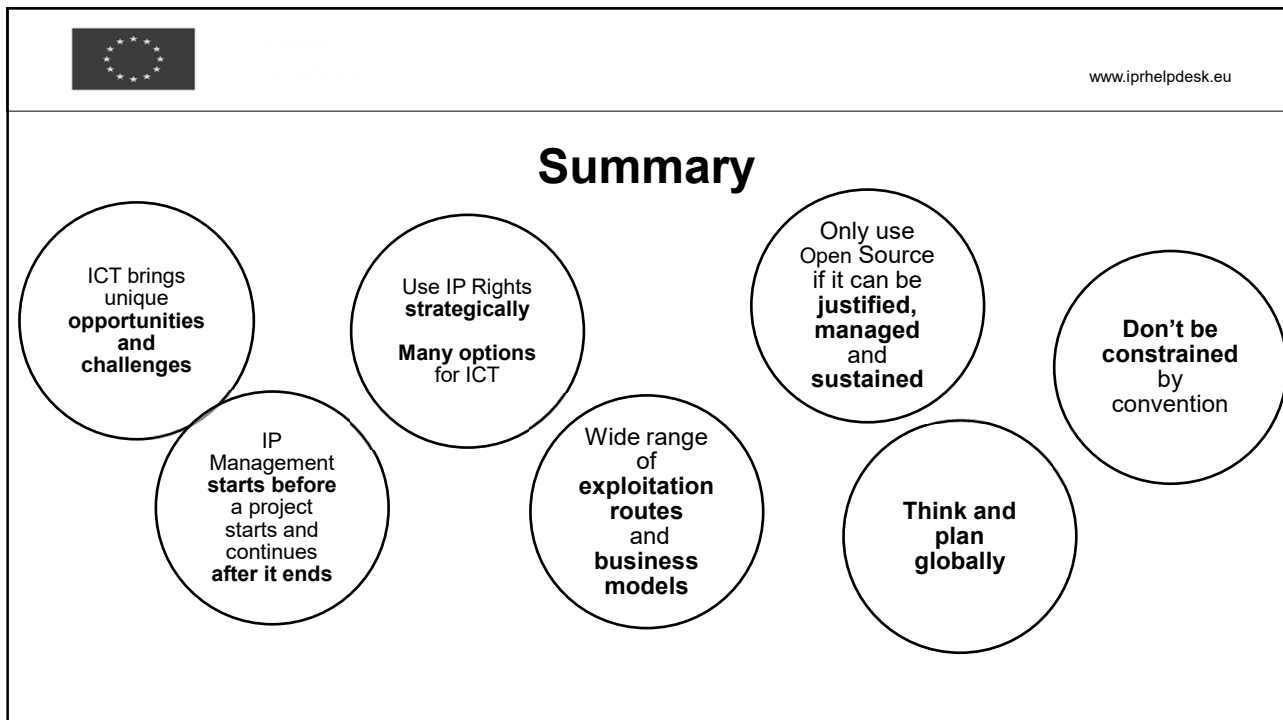 www.iprhelpdesk.eu
Summary
ICT brings
unique
opportunities
and
challenges
IP
Management
starts before
a project
starts and
continues
after it ends
Use IP Rights
strategically
Many options
for ICT
Wide range
of
exploitation
routes
and
business
models
Only use
Open Source
if it can be
justified,
managed
and
sustained
Think and
plan
globally
Don’t be
constrained
by
convention